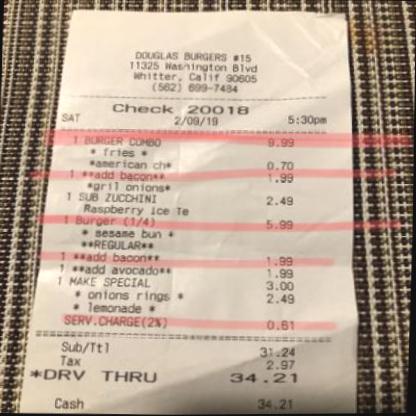 DOUGLAS BURGERS #15
11325 Washington Blvd
Whitter, Calif 90605
(562) 699-7484
Check 20018
SAT 2/09/19 5:30pm
1 BURGER COMBO 9.99
* fries *
*american ch* 0.70
1 **add bacon** 1.99
*gril onions*
1 SUB ZUCCHINI 2.49
Raspberry Ice Te
1 Burger (1/4) 5.99
* sesame bun *
**REGULAR**
1 **add bacon** 1.99
1 **add avocado** 1.99
1 MAKE SPECIAL 3.00
* onions rings * 2.49
* lemonade *
SERV.CHARGE(2%) 0.61
Sub/Ttl 31.24
Tax 2.97
*DRV THRU 34.21
Cash 34.21